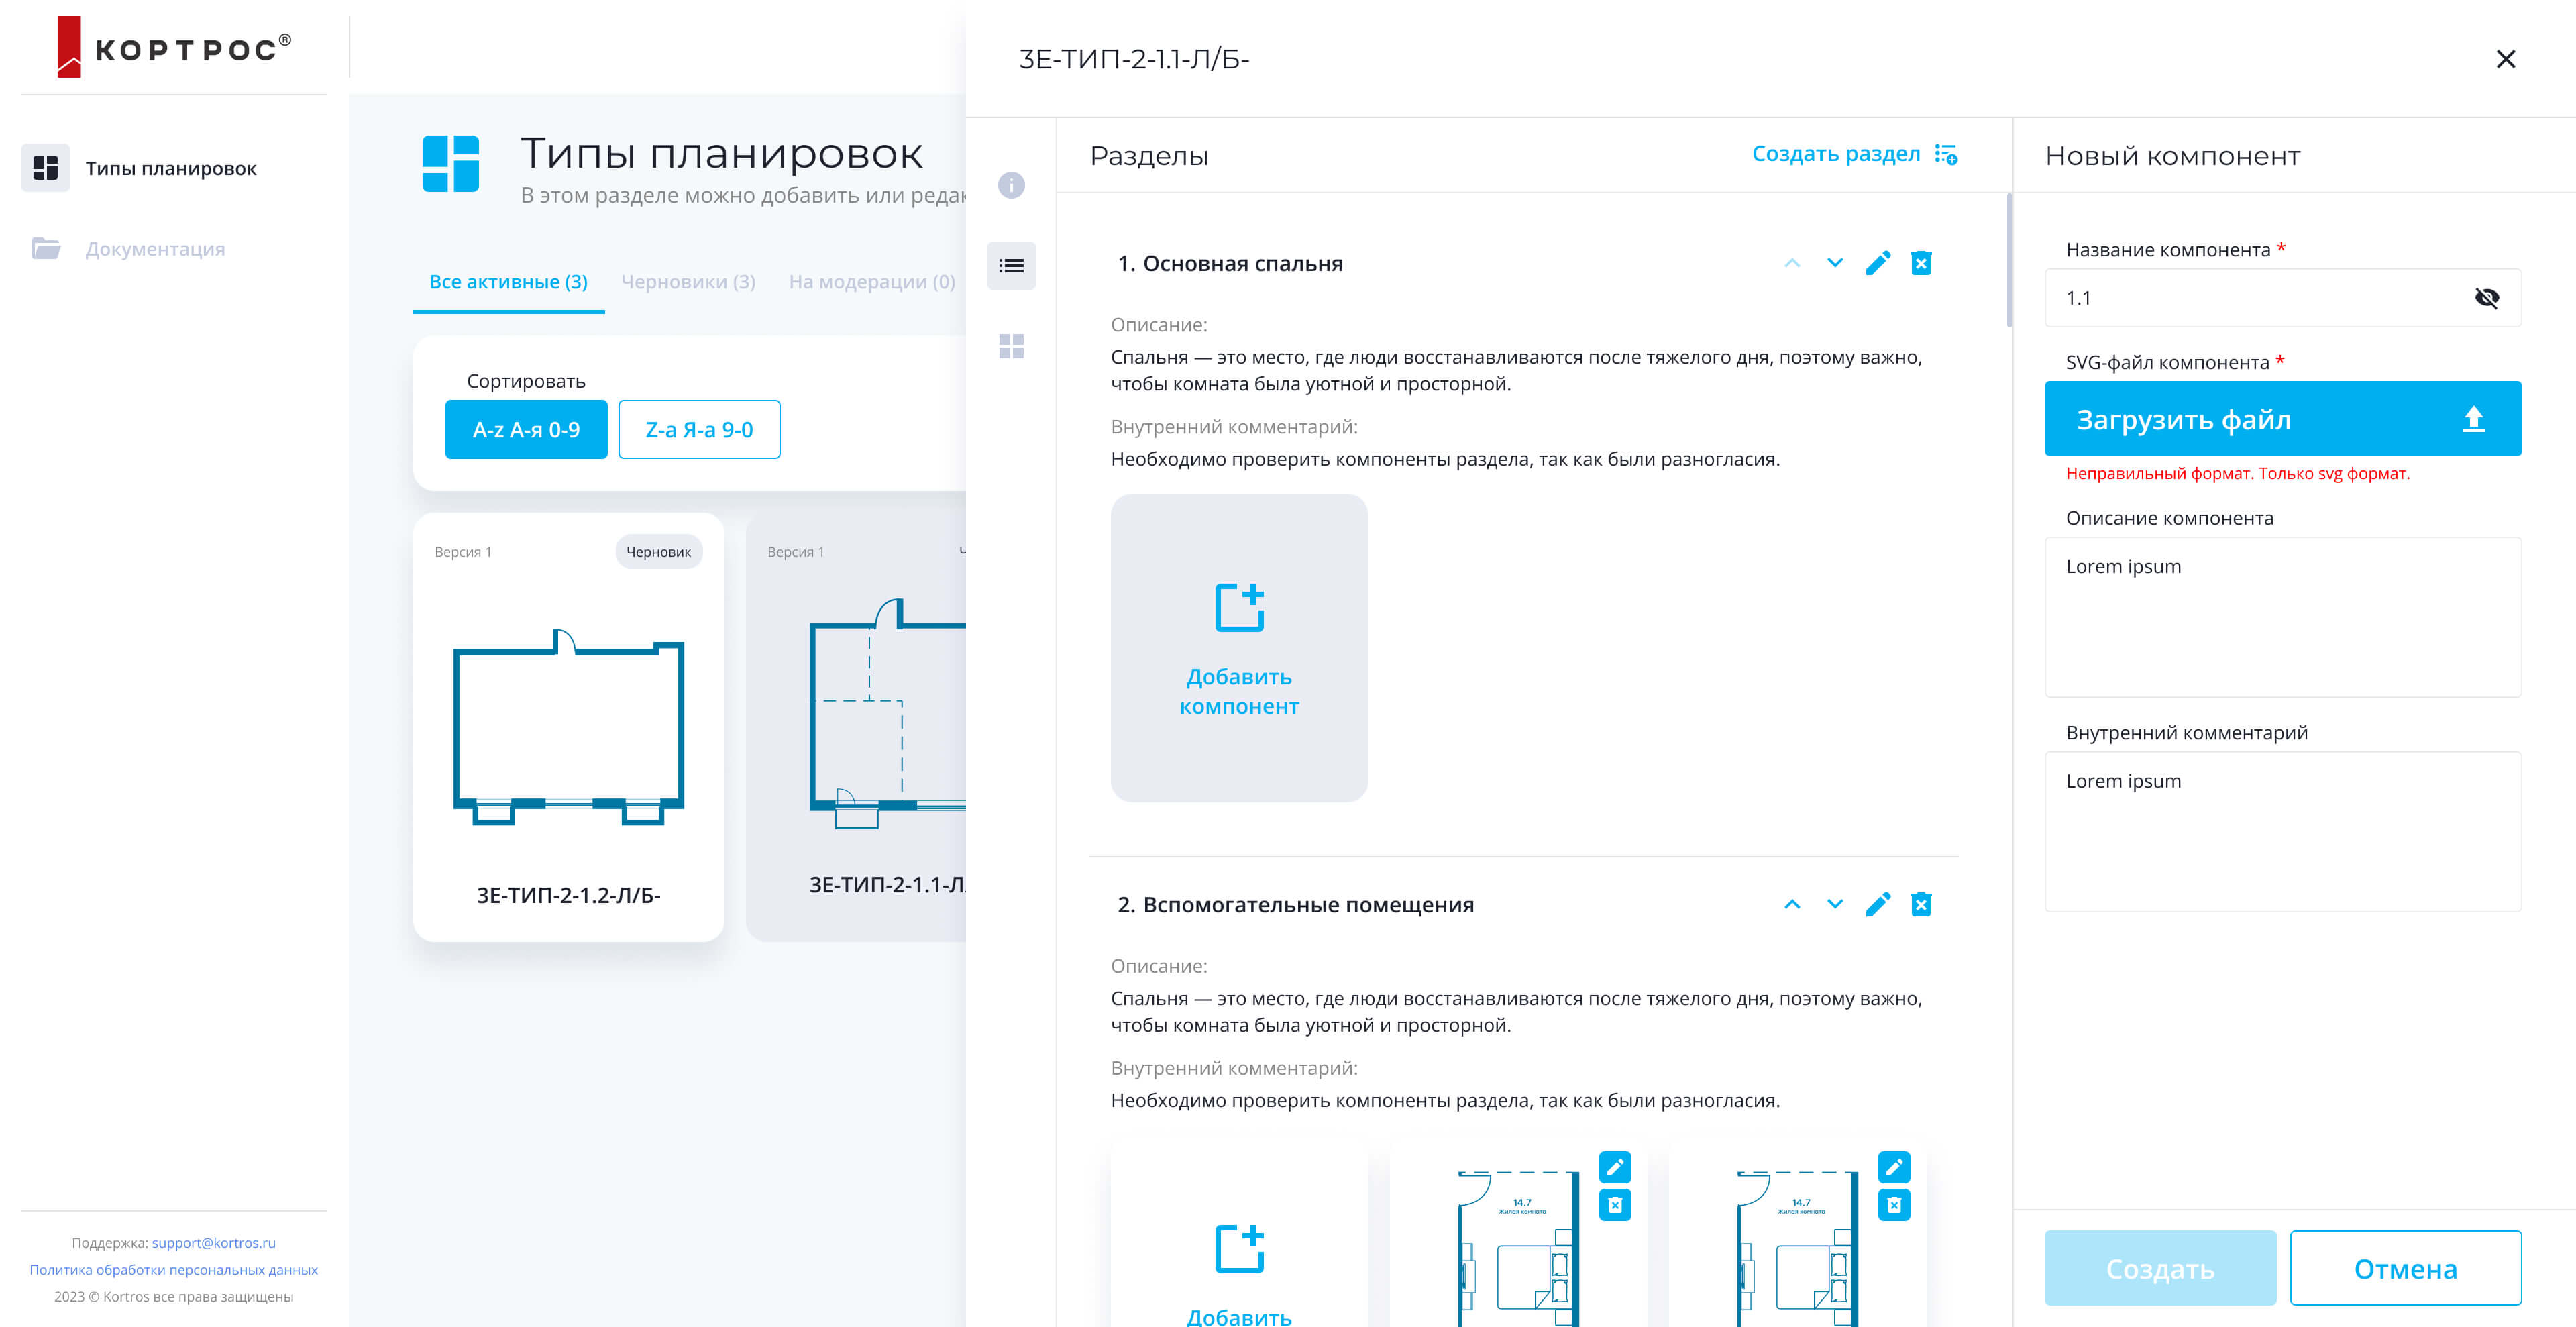 КОРТРОС®
Типы планировок
Документация
Поддержка: support@kortros.ru
Политика обработки персональных данных
2023 © Kortros все права защищены
Типы планировок
В этом разделе можно добавить или редак
Все активные (3)
Черновики (3)
На модерации (0)
Сортировать
A-z А-я 0-9
Z-a Я-а 9-0
Версия 1
Черновик
3Е-ТИП-2-1.2-Л/Б-
Версия 1
Ч
3Е-ТИП-2-1.1-Л/
3Е-ТИП-2-1.1-Л/Б-
Разделы
Создать раздел
1. Основная спальня
Описание:
Спальня — это место, где люди восстанавливаются после тяжелого дня, поэтому важно,
чтобы комната была уютной и просторной.
Внутренний комментарий:
Необходимо проверить компоненты раздела, так как были разногласия.
Добавить
компонент
2. Вспомогательные помещения
Описание:
Спальня — это место, где люди восстанавливаются после тяжелого дня, поэтому важно,
чтобы комната была уютной и просторной.
Внутренний комментарий:
Необходимо проверить компоненты раздела, так как были разногласия.
Добавить
14.7
Жилая комната
14.7
Жилая комната
Новый компонент
Название компонента *
1.1
SVG-файл компонента *
Загрузить файл
Неправильный формат. Только svg формат.
Описание компонента
Lorem ipsum
Внутренний комментарий
Lorem ipsum
Создать
Отмена